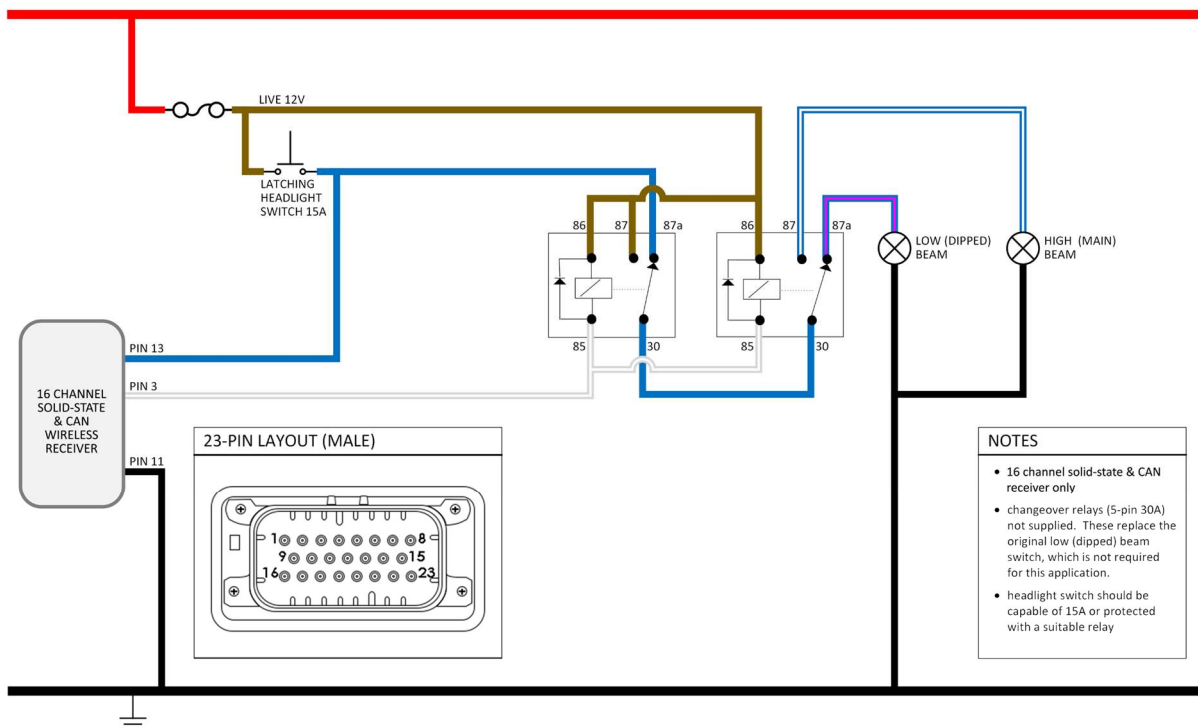 LIVE 12V
LATCHING
HEADLIGHT
SWITCH 15A
86
87
87a
86
87
87a
LOW (DIPPED)
BEAM
HIGH (MAIN)
BEAM
85
30
85
30
PIN 13
PIN 3
PIN 11
16 CHANNEL
SOLID-STATE
& CAN
WIRELESS
RECEIVER
23-PIN LAYOUT (MALE)
1
8
9
15
16
23
NOTES
• 16 channel solid-state & CAN
receiver only
• changeover relays (5-pin 30A)
not supplied. These replace the
original low (dipped) beam
switch, which is not required
for this application.
• headlight switch should be
capable of 15A or protected
with a suitable relay